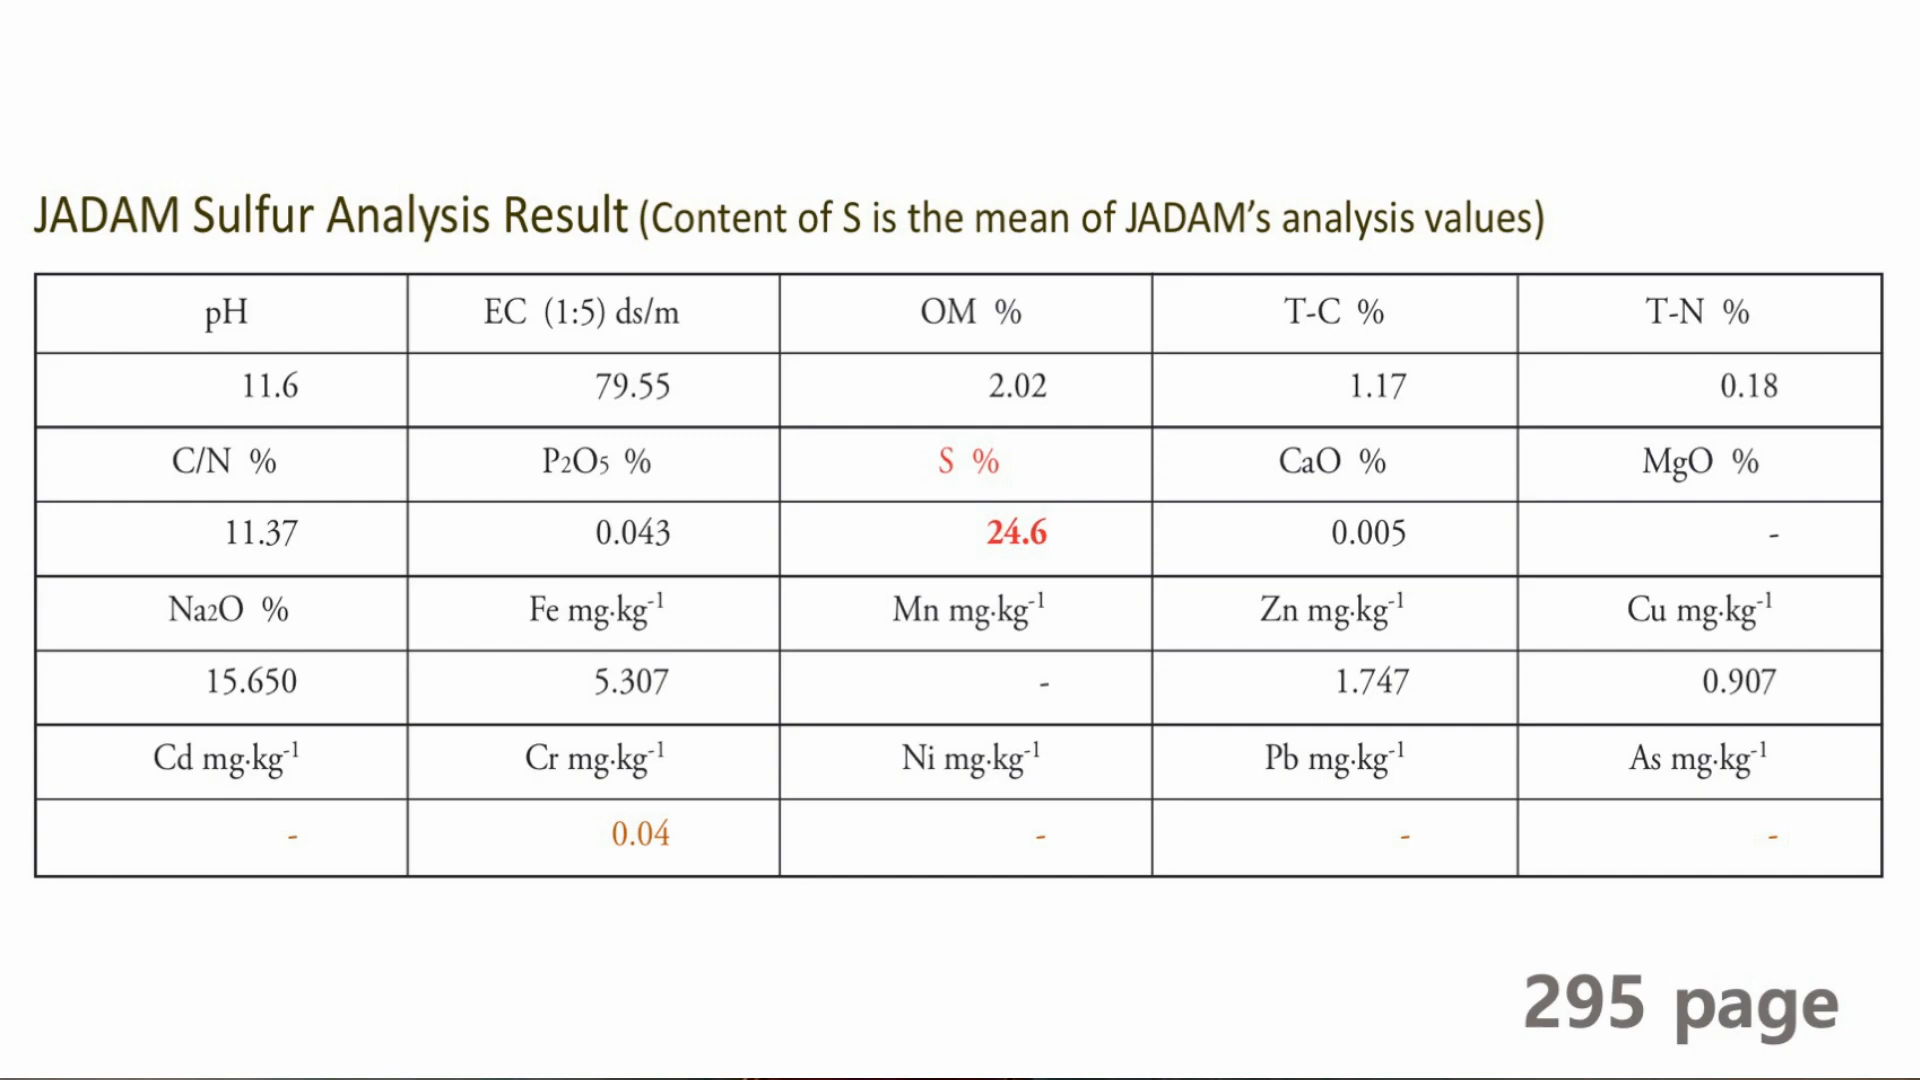 JADAM Sulfur Analysis Result (Content of S is the mean of JADAM's analysis values)
pH EC (1:5) ds/m OM % T-C % T-N %
11.6 79.55 2.02 1.17 0.18
C/N % P2O5 % S % CaO % MgO %
11.37 0.043 24.6 0.005 -
Na2O % Fe mg·kg-1 Mn mg·kg-1 Zn mg·kg-1 Cu mg·kg-1
15.650 5.307 - 1.747 0.907
Cd mg·kg-1 Cr mg·kg-1 Ni mg·kg-1 Pb mg·kg-1 As mg·kg-1
- 0.04 - - -
295 page